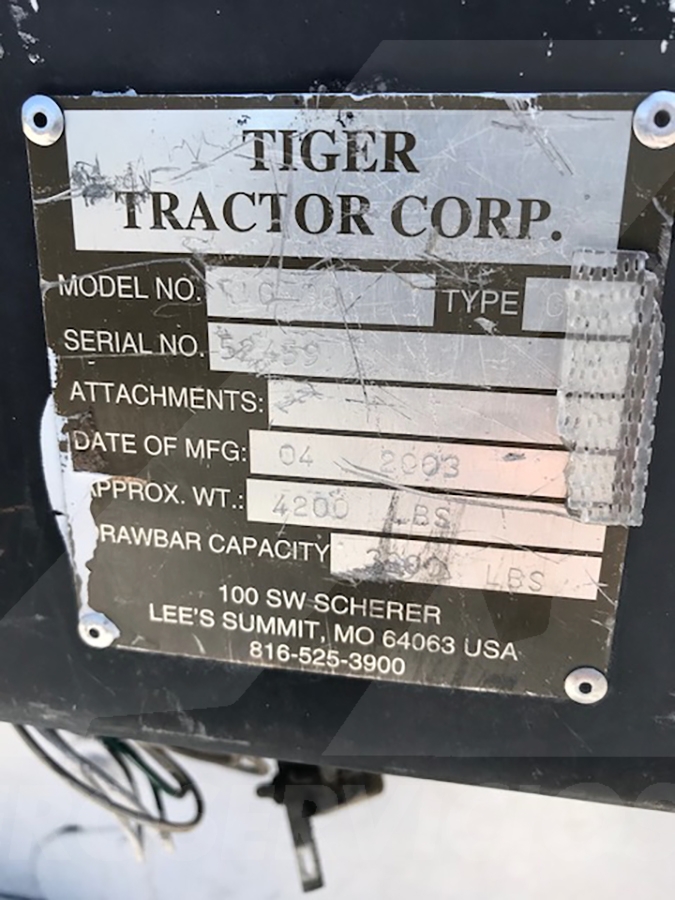 TIGER
TRACTOR CORP.
MODEL NO. TYPE
SERIAL NO.
ATTACHMENTS:
DATE OF MFG: 04 2003
APPROX. WT.: 4200 LBS
RAWBAR CAPACITY LBS
100 SW SCHERER
LEE'S SUMMIT, MO 64063 USA
816-525-3900